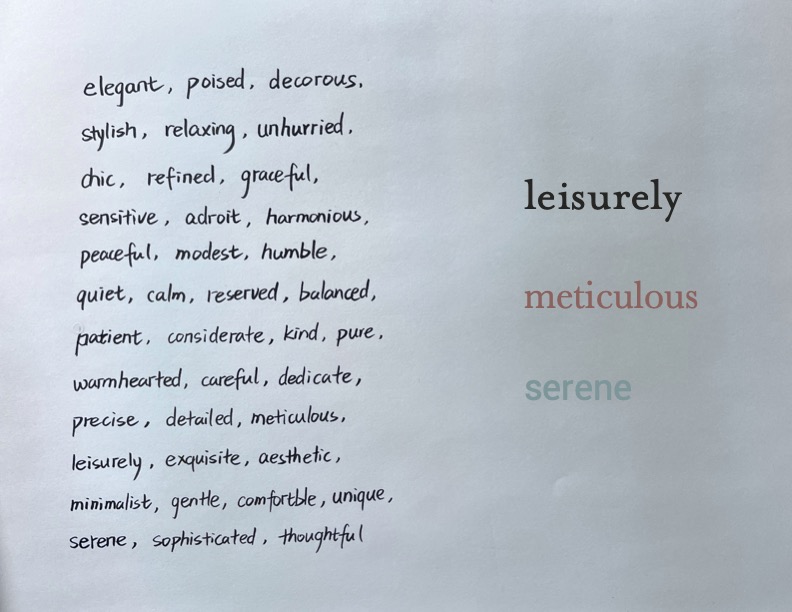 elegant, poised, decorous.
stylish, relaxing, unhurried.
chic, refined, graceful,
sensitive, adroit, harmonious,
peaceful, modest, humble,
quiet, calm, reserved, balanced,
patient, considerate, kind, pure.
warmhearted, careful, dedicate,
precise, detailed, meticulous.
leisurely, exquisite, aesthetic,
minimalist, gentle, comfortble, unique,
serene, sophisticated, thoughtful
leisurely
meticulous
serene